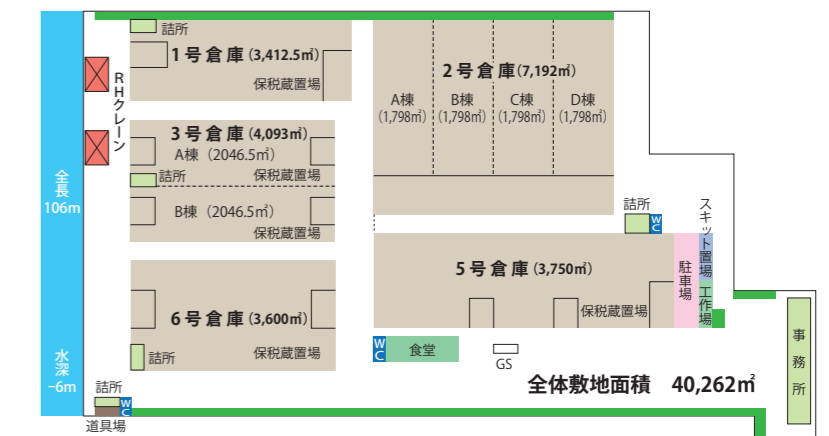 詰所
1号倉庫(3,412.5㎡)
保税蔵置場
RHクレーン
2号倉庫(7,192㎡)
A棟
(1,798㎡)
B棟
(1,798㎡)
C棟
(1,798㎡)
D棟
(1,798㎡)
3号倉庫(4,093㎡)
A棟(2046.5㎡)
詰所
保税蔵置場
B棟(2046.5㎡)
保税蔵置場
全長
106m
詰所
WC
スキット置場
5号倉庫(3,750㎡)
保税蔵置場
駐車場
工作場
6号倉庫(3,600㎡)
詰所
保税蔵置場
WC
食堂
GS
事務所
水深
-6m
全体敷地面積 40,262㎡
詰所
WC
道具場